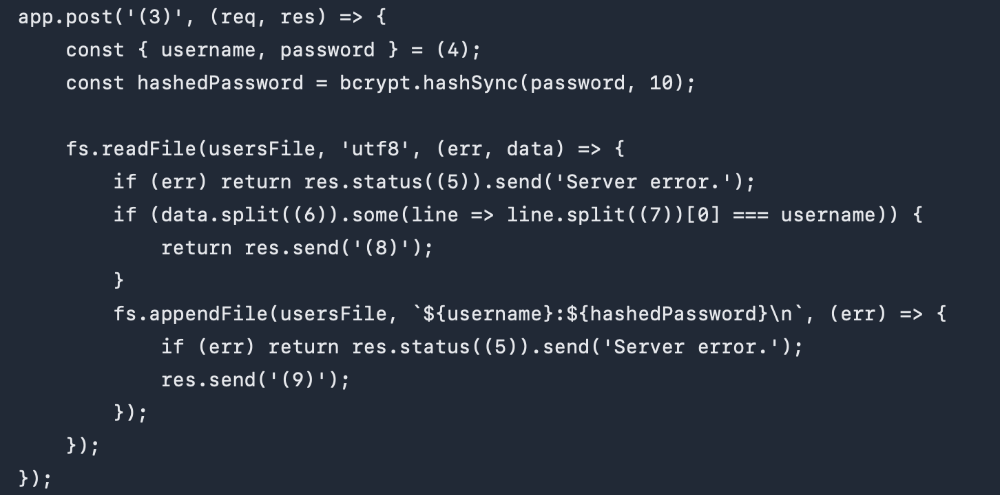 app.post('(3)', (req, res) => {
    const { username, password } = (4);
    const hashedPassword = bcrypt.hashSync(password, 10);

    fs.readFile(usersFile, 'utf8', (err, data) => {
        if (err) return res.status((5)).send('Server error.');
        if (data.split((6)).some(line => line.split((7))[0] === username)) {
            return res.send('(8)');
        }
        fs.appendFile(usersFile, `${username}:${hashedPassword}\n`, (err) => {
            if (err) return res.status((5)).send('Server error.');
            res.send('(9)');
        });
    });
});